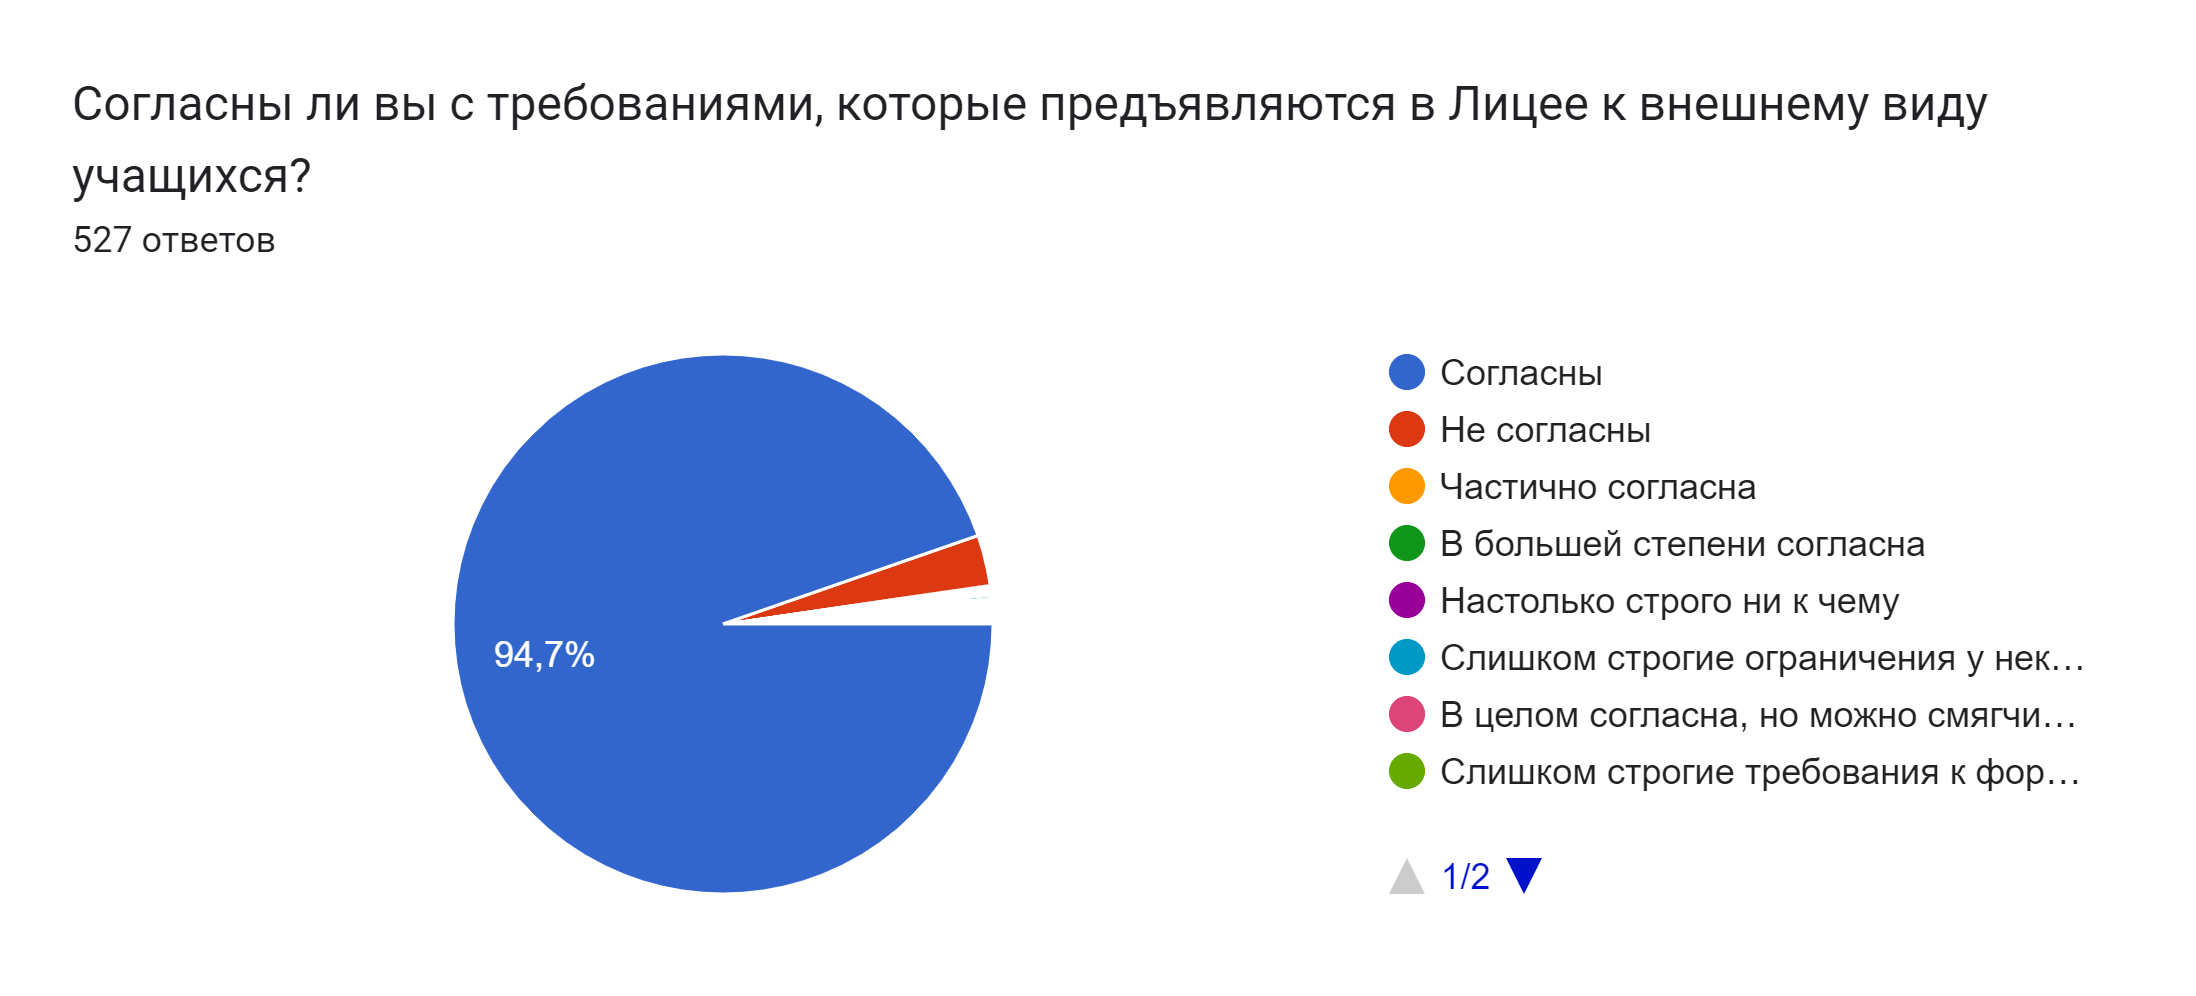 Согласны ли вы с требованиями, которые предъявляются в Лицее к внешнему виду
учащихся?
527 ответов
94,7%
Согласны
Не согласны
Частично согласна
В большей степени согласна
Настолько строго ни к чему
Слишком строгие ограничения у нек…
В целом согласна, но можно смягчи…
Слишком строгие требования к фор…
1/2